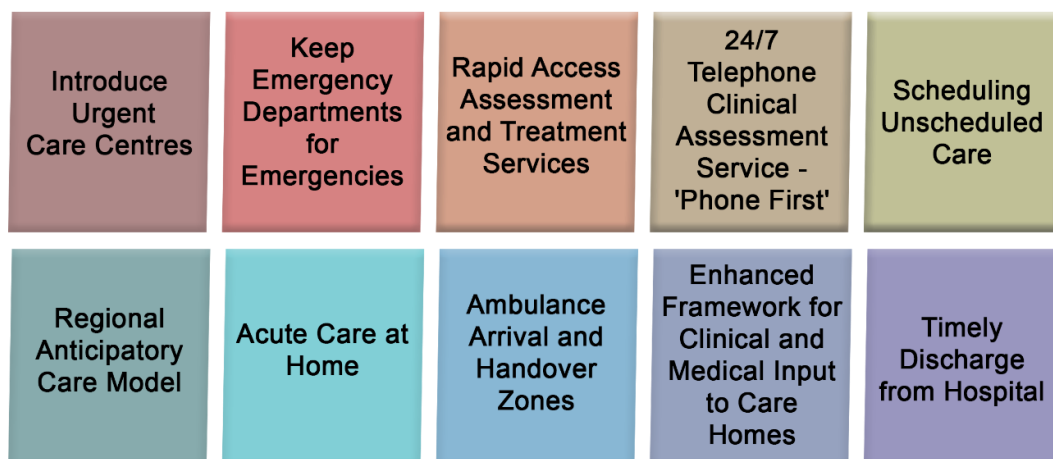 Introduce
Urgent
Care Centres
Keep
Emergency
Departments
for
Emergencies
Rapid Access
Assessment
and Treatment
Services
24/7
Telephone
Clinical
Assessment
Service -
'Phone First'
Scheduling
Unscheduled
Care
Regional
Anticipatory
Care Model
Acute Care at
Home
Ambulance
Arrival and
Handover
Zones
Enhanced
Framework for
Clinical and
Medical Input
to Care
Homes
Timely
Discharge
from Hospital